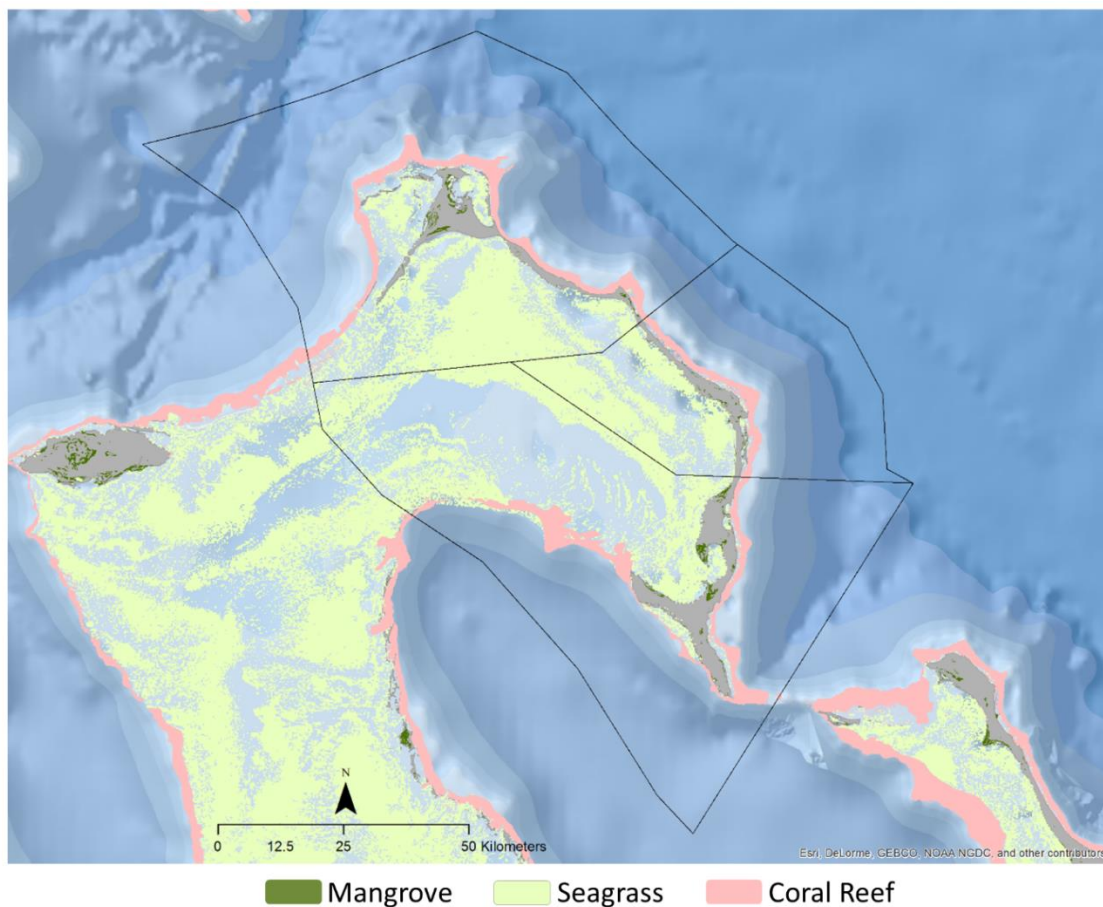 N
0 12.5 25 50 Kilometers
Esri, DeLorme, GEBCO, NOAA NGDC, and other contributors
Mangrove Seagrass Coral Reef